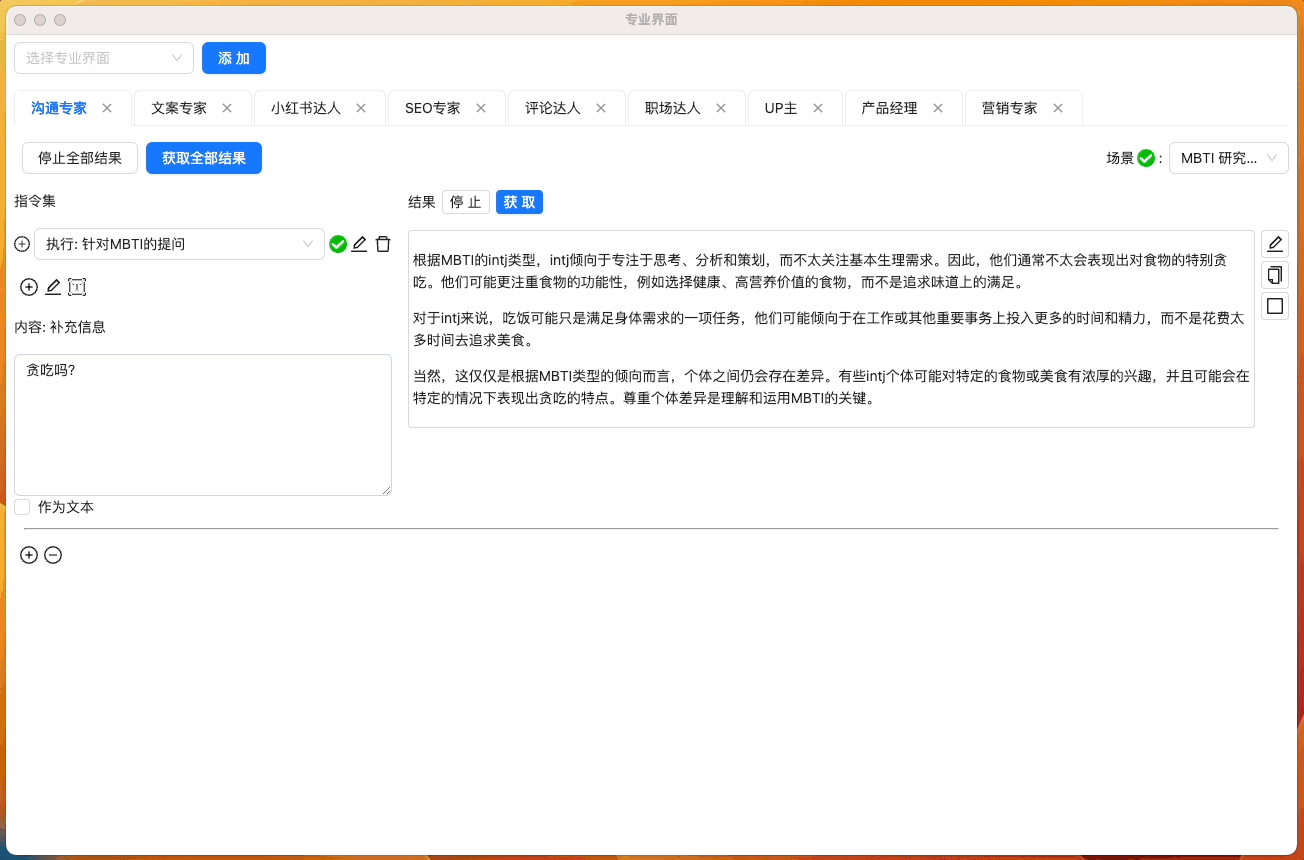 专业界面
选择专业界面
添 加
沟通专家
文案专家
小红书达人
SEO专家
评论达人
职场达人
UP主
产品经理
营销专家
停止全部结果
获取全部结果
场景 :
MBTI 研究...
指令集
结果
停 止
获 取
执行: 针对MBTI的提问
根据MBTI的intj类型，intj倾向于专注于思考、分析和策划，而不太关注基本生理需求。因此，他们通常不太会表现出对食物的特别贪
吃。他们可能更注重食物的功能性，例如选择健康、高营养价值的食物，而不是追求味道上的满足。
对于intj来说，吃饭可能只是满足身体需求的一项任务，他们可能倾向于在工作或其他重要事务上投入更多的时间和精力，而不是花费太
多时间去追求美食。
当然，这仅仅是根据MBTI类型的倾向而言，个体之间仍会存在差异。有些intj个体可能对特定的食物或美食有浓厚的兴趣，并且可能会在
特定的情况下表现出贪吃的特点。尊重个体差异是理解和运用MBTI的关键。
内容: 补充信息
贪吃吗?
作为文本